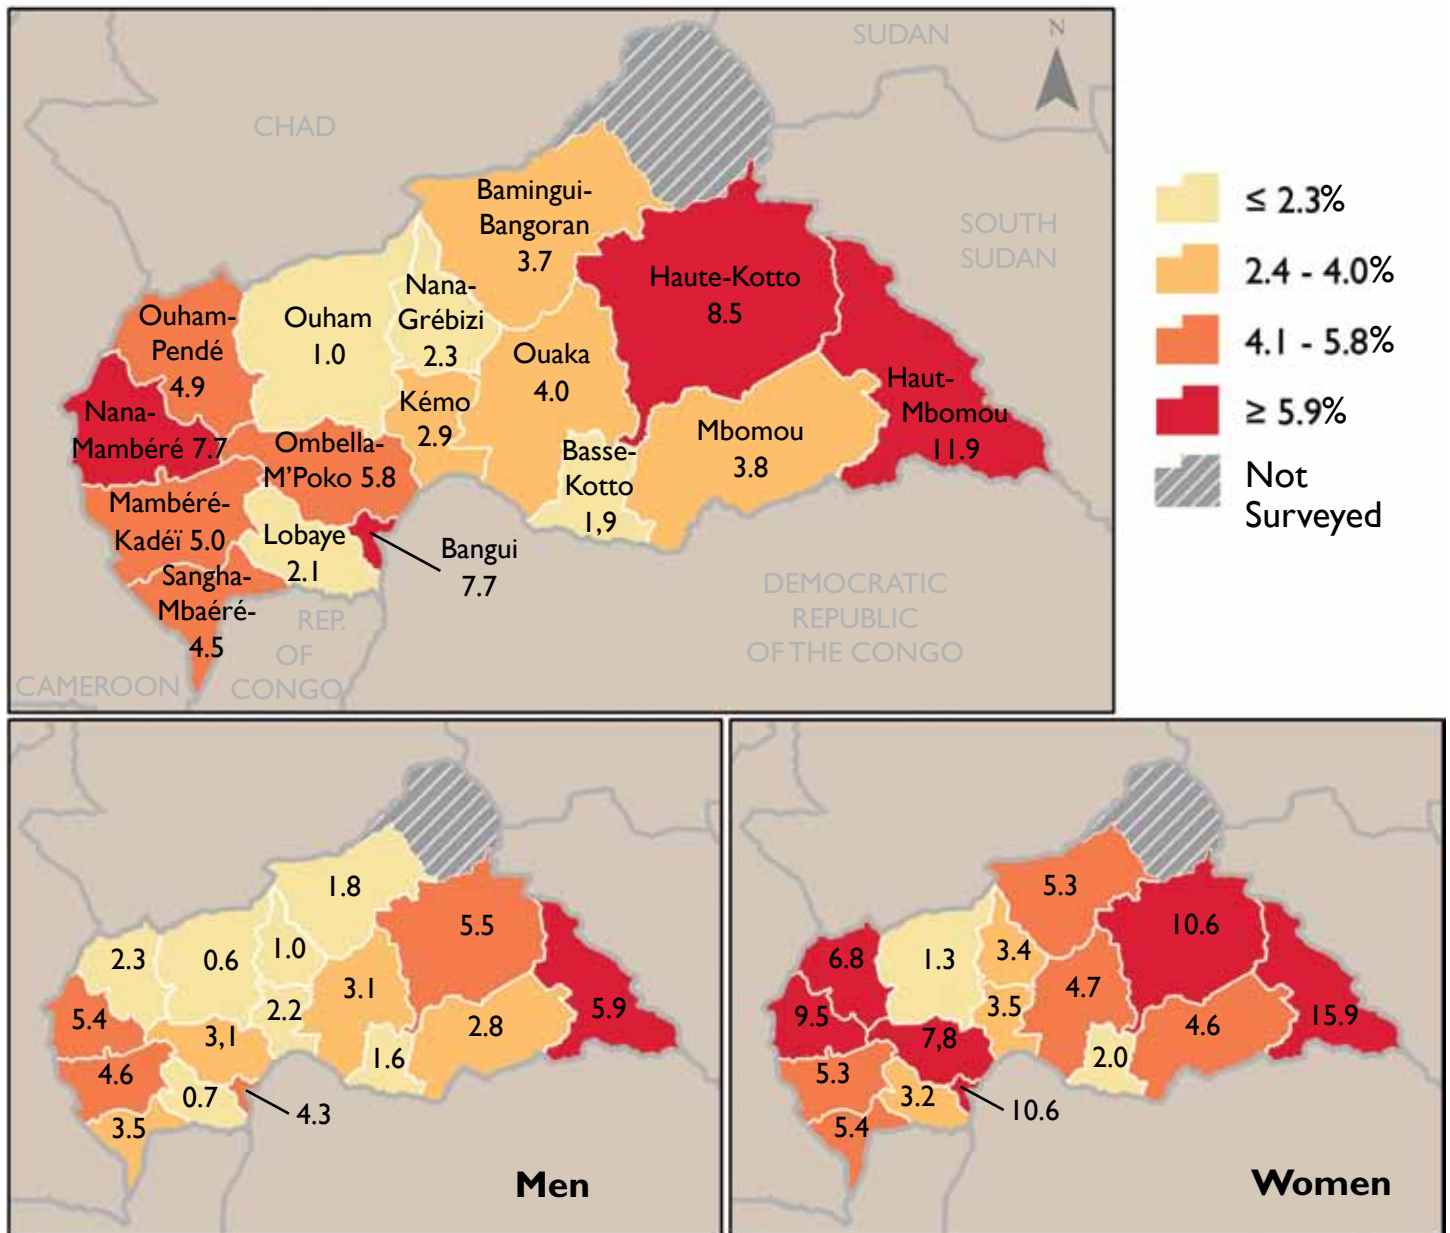 SUDAN
N
CHAD
SOUTH
SUDAN
Bamingui-
Bangoran
3.7
Haute-Kotto
8.5
Nana-
Grébizi
2.3
Ouham-
Pendé
4.9
Ouham
1.0
Ouaka
4.0
Haut-
Mbomou
11.9
Kémo
2.9
Nana-
Mambéré 7.7
Ombella-
M'Poko 5.8
Mbomou
3.8
Basse-
Kotto
1,9
Mambéré-
Kadéï 5.0
Lobaye
2.1
Bangui
7.7
Sangha-
Mbaéré-
4.5
DEMOCRATIC
REPUBLIC
OF THE CONGO
REP.
OF
CONGO
CAMEROON
≤ 2.3%
2.4 - 4.0%
4.1 - 5.8%
≥ 5.9%
Not
Surveyed
1.8
5.5
2.3
0.6
1.0
3.1
5.9
5.4
2.2
2.8
3,1
1.6
4.6
0.7
4.3
3.5
Men
5.3
10.6
6.8
1.3
3.4
4.7
15.9
9.5
3.5
4.6
7,8
2.0
5.3
3.2
10.6
5.4
Women